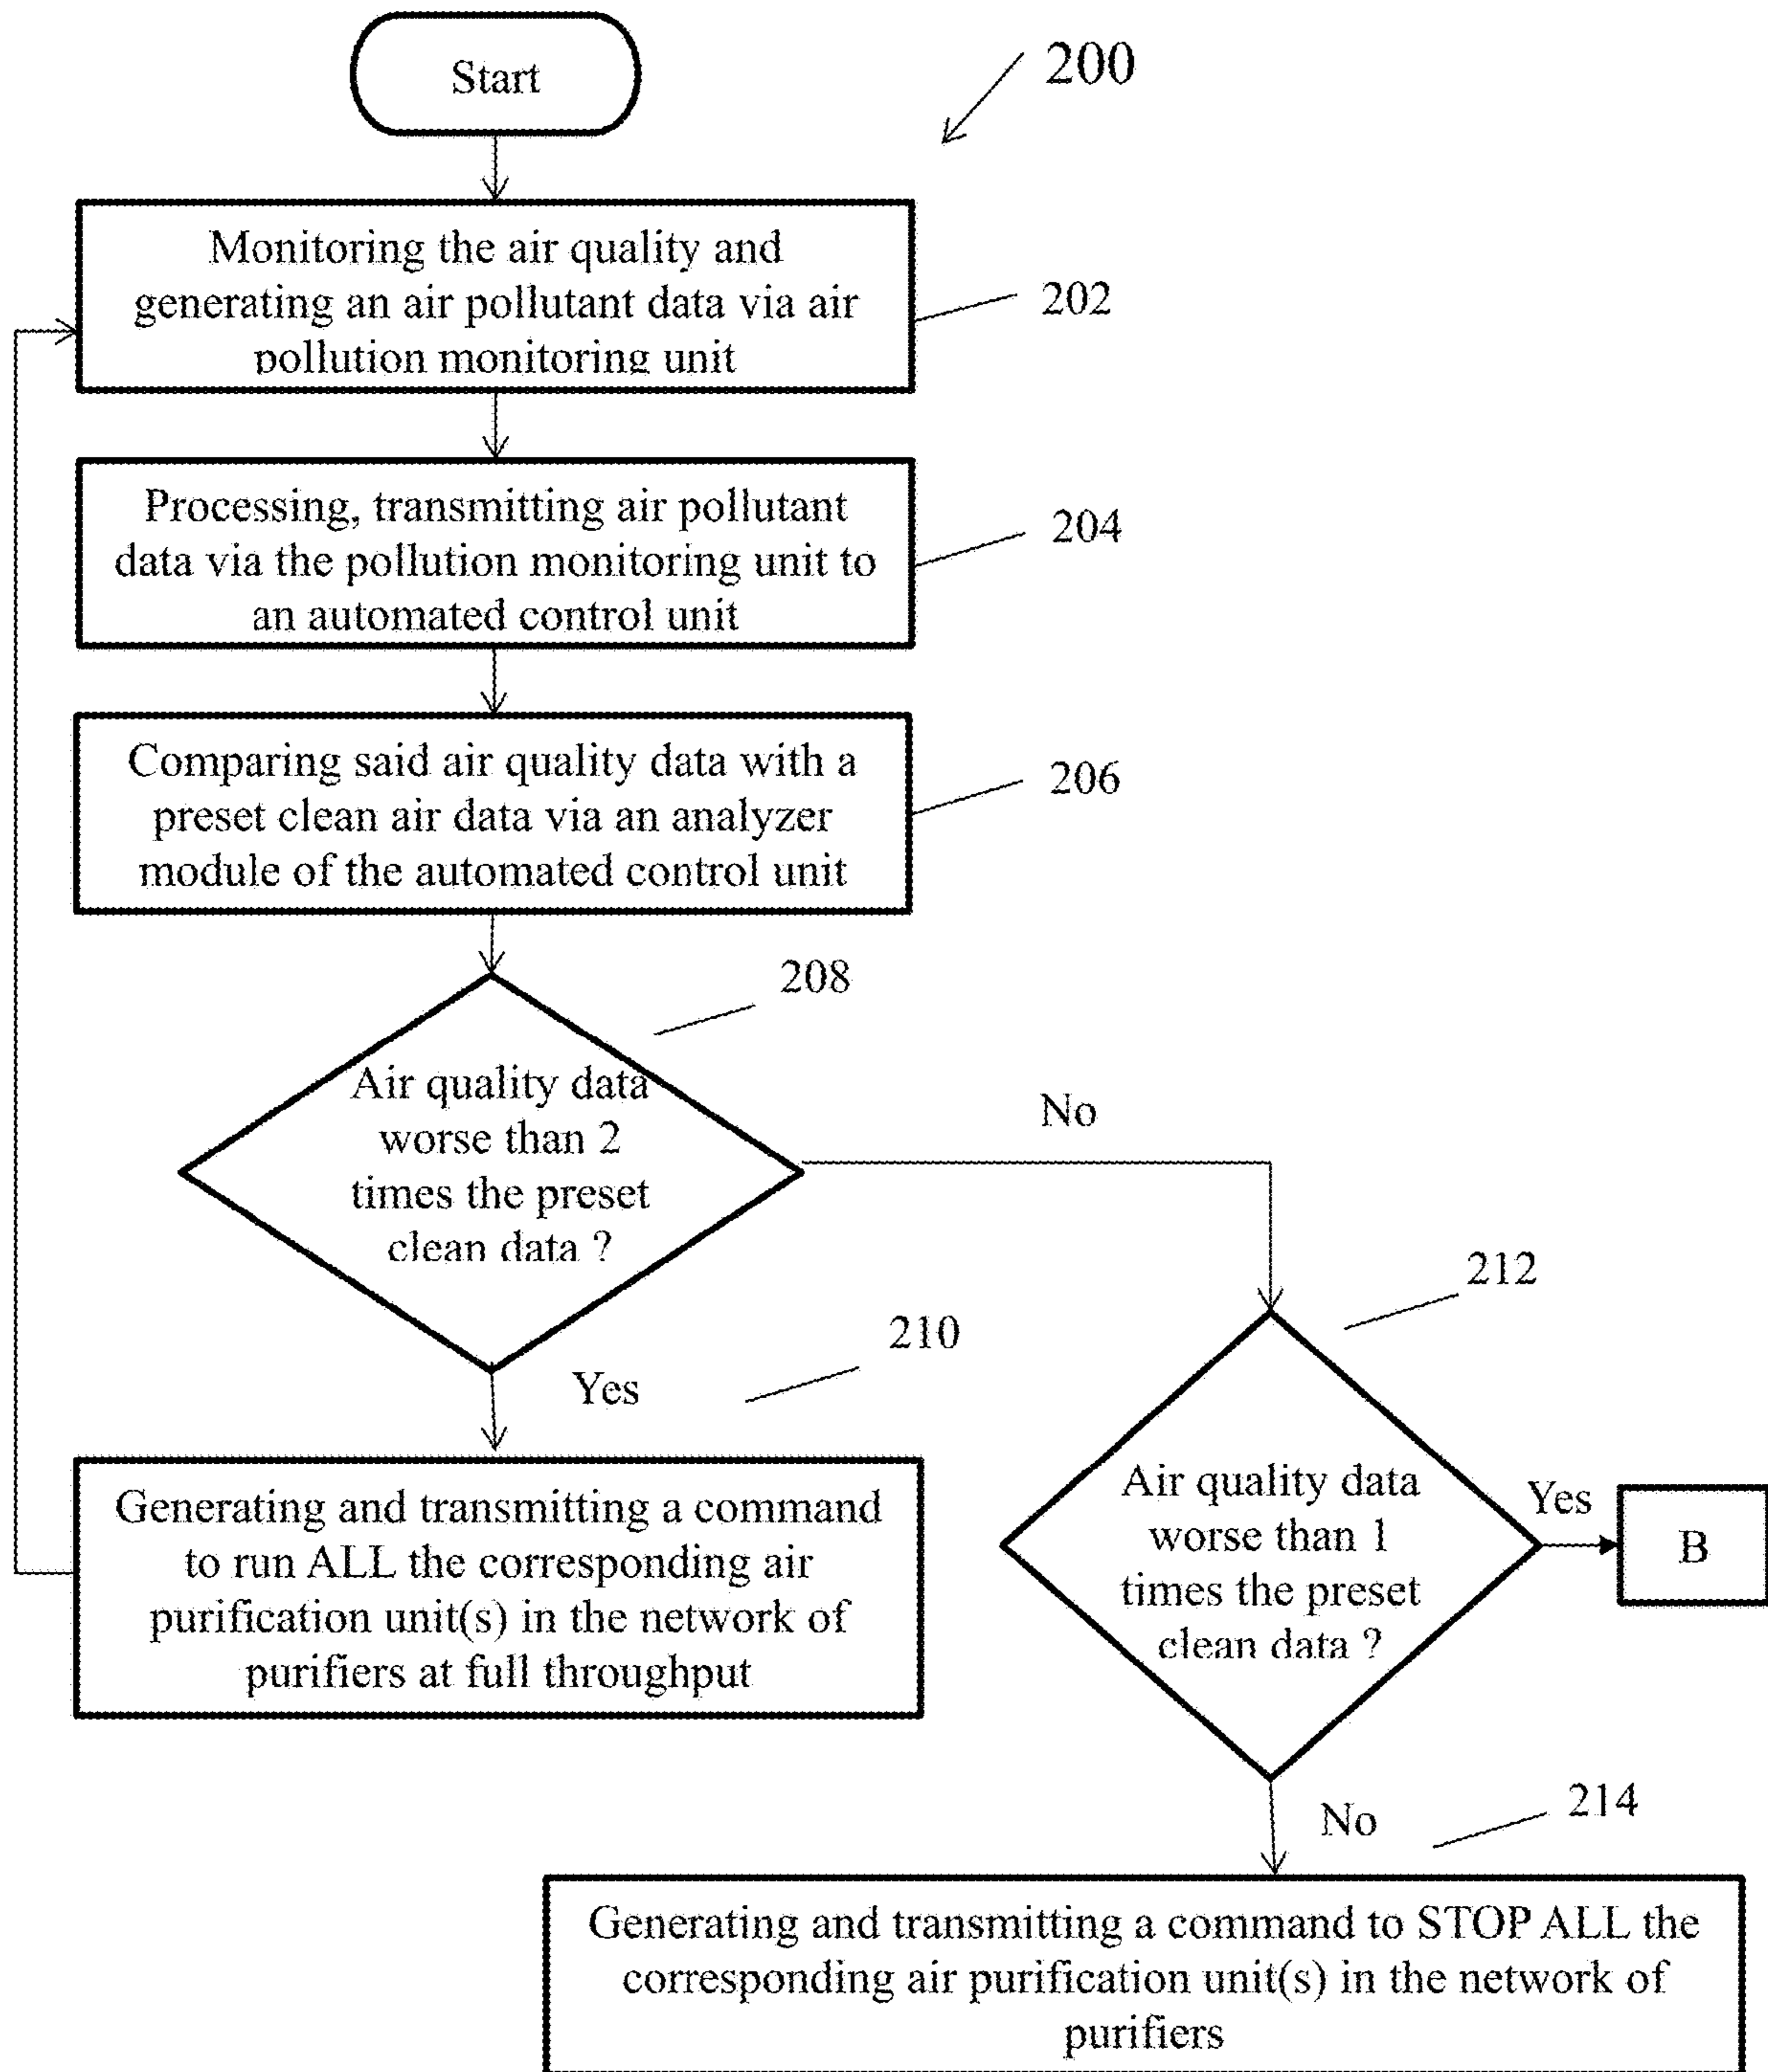 Start
200
Monitoring the air quality and
generating an air pollutant data via air
pollution monitoring unit
202
Processing, transmitting air pollutant
data via the pollution monitoring unit to
an automated control unit
204
Comparing said air quality data with a
preset clean air data via an analyzer
module of the automated control unit
206
208
Air quality data
worse than 2
times the preset
clean data ?
No
Yes
210
Generating and transmitting a command
to run ALL the corresponding air
purification unit(s) in the network of
purifiers at full throughput
212
Air quality data
worse than 1
times the preset
clean data ?
Yes
B
No
214
Generating and transmitting a command to STOP ALL the
corresponding air purification unit(s) in the network of
purifiers